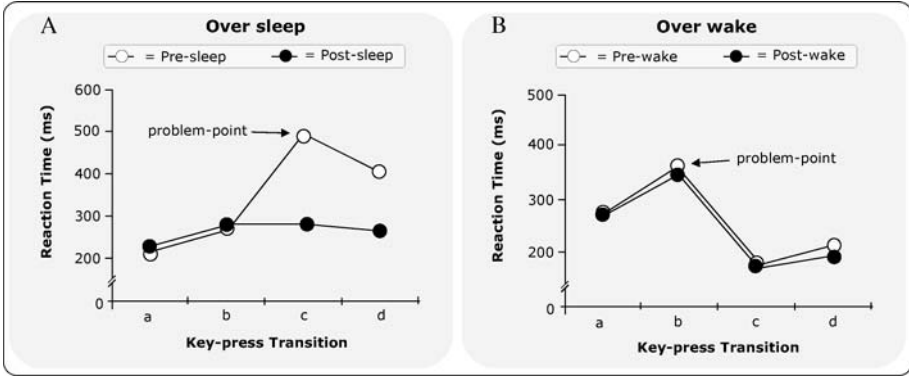 A
Over sleep
= Pre-sleep = Post-sleep
Reaction Time (ms)
600
500
400
300
200
0
problem-point
a b c d
Key-press Transition
B
Over wake
= Pre-wake = Post-wake
Reaction Time (ms)
500
400
300
200
0
problem-point
a b c d
Key-press Transition